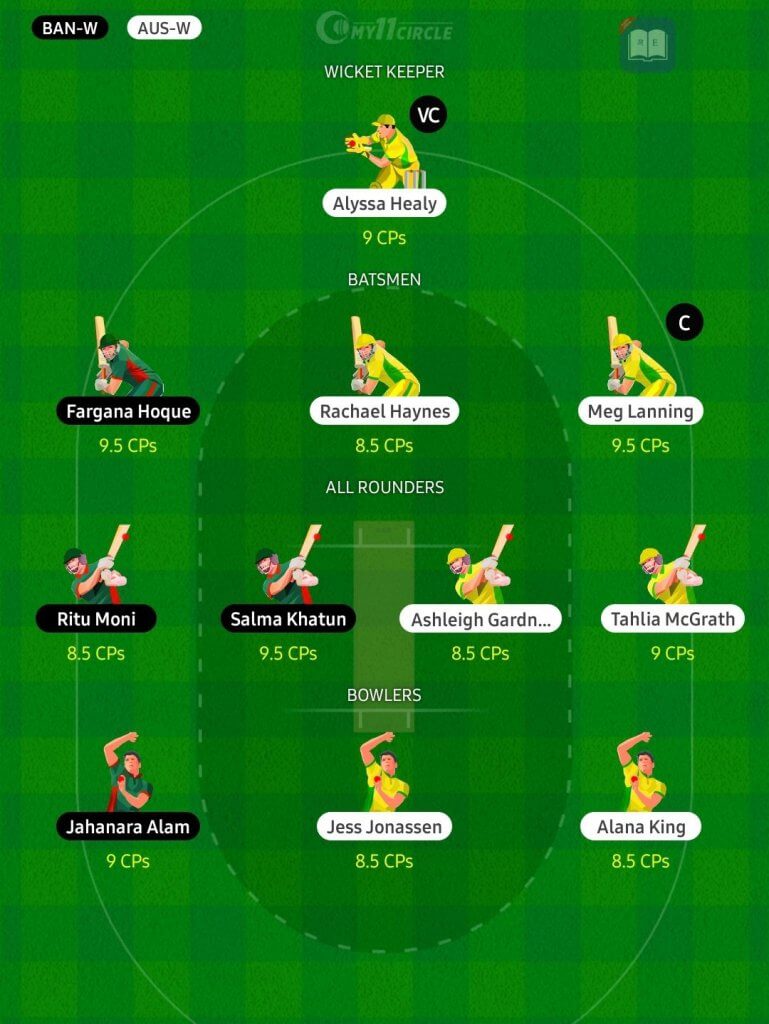 BAN-W AUS-W
MY11CIRCLE
WICKET KEEPER
VC
Alyssa Healy
9 CPs
BATSMEN
C
Fargana Hoque Rachael Haynes Meg Lanning
9.5 CPs 8.5 CPs 9.5 CPs
ALL ROUNDERS
Ritu Moni Salma Khatun Ashleigh Gardn... Tahlia McGrath
8.5 CPs 9.5 CPs 8.5 CPs 9 CPs
BOWLERS
Jahanara Alam Jess Jonassen Alana King
9 CPs 8.5 CPs 8.5 CPs